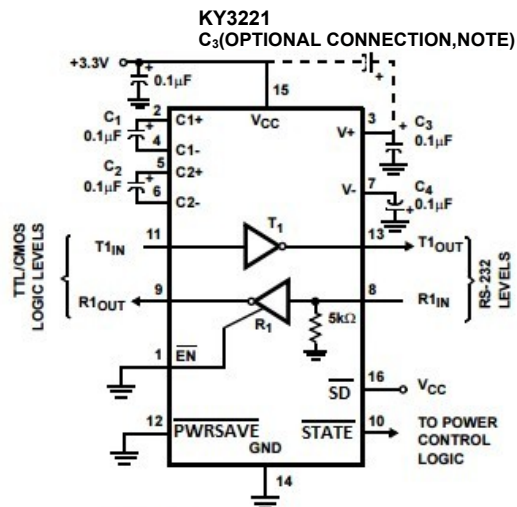 KY3221
C3(OPTIONAL CONNECTION,NOTE)
+3.3V
+
+
0.1µF
15
2
C1
+
0.1µF
4
C1+
C1-
VCC
3
V+
+
C3
0.1µF
5
C2
+
0.1µF
6
C2+
C2-
7
V-
C4
0.1µF
+
TTL/CMOS
LOGIC LEVELS
T1IN
11
T1
13
T1OUT
RS-232
LEVELS
R1OUT
9
R1
8
R1IN
5kΩ
1
EN
16
SD
VCC
12
PWRSAVE
STATE
10
TO POWER
CONTROL
LOGIC
GND
14